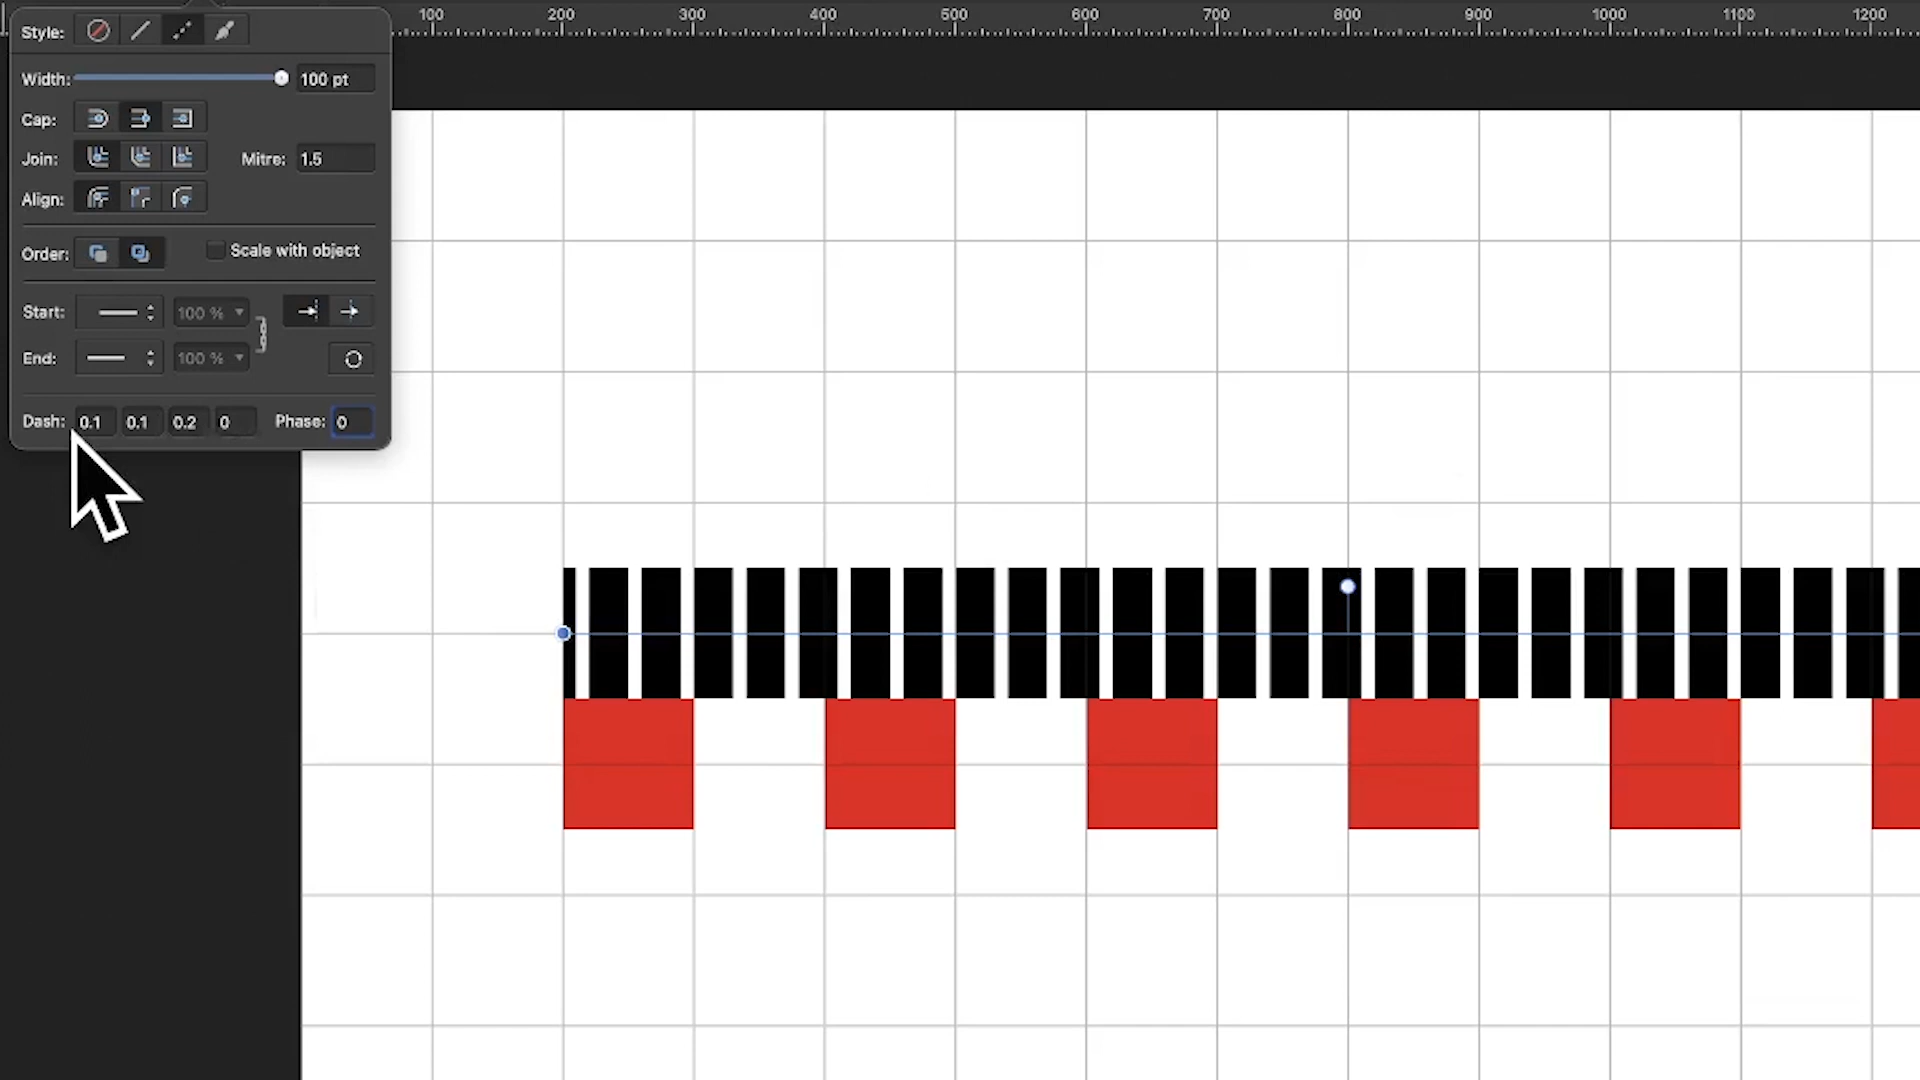 100 200 300 400 500 600 700 800 900 1000 1100 1200
Style:
Width: 100 pt
Cap:
Join: Mitre: 1.5
Align:
Order: Scale with object
Start: 100 %
End: 100 %
Dash: 0.1 0.1 0.2 0 Phase: 0